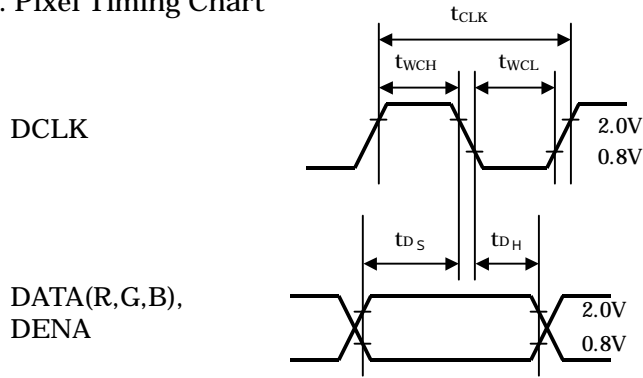 . Pixel Timing Chart
tCLK
tWCH tWCL
DCLK
2.0V
0.8V
tDS tDH
DATA(R,G,B),
DENA
2.0V
0.8V